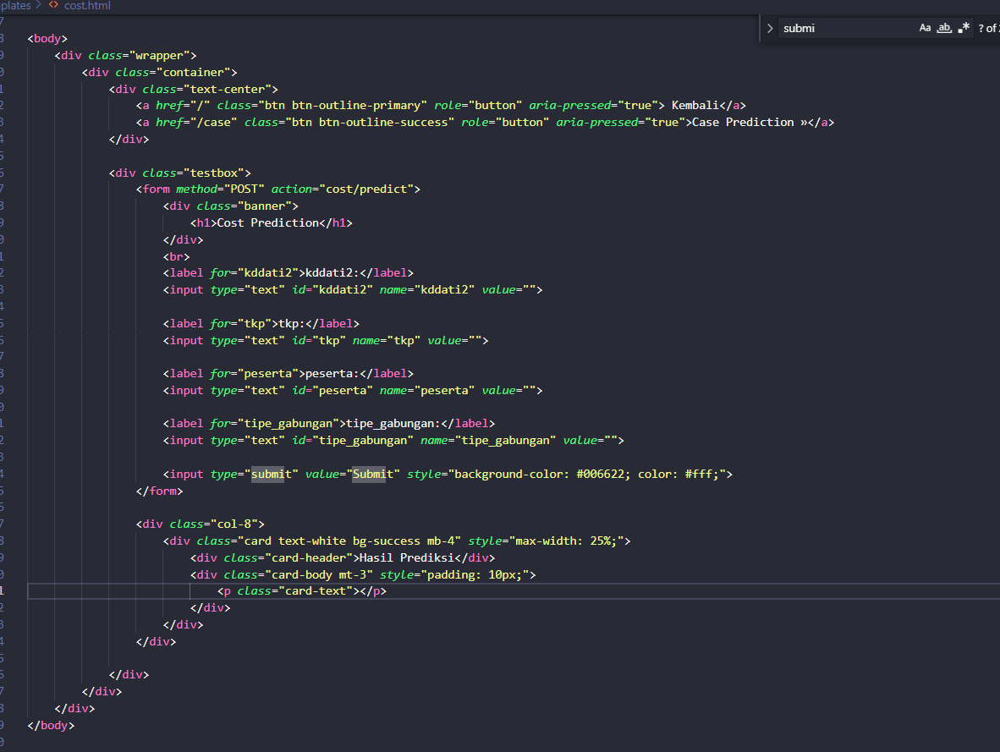 plates > <> cost.html
submi Aa ab, .* ? of 2
<body>
<div class="wrapper">
<div class="container">
<div class="text-center">
<a href="/" class="btn btn-outline-primary" role="button" aria-pressed="true"> Kembali</a>
<a href="/case" class="btn btn-outline-success" role="button" aria-pressed="true">Case Prediction »</a>
</div>
<div class="testbox">
<form method="POST" action="cost/predict">
<div class="banner">
<h1>Cost Prediction</h1>
</div>
<br>
<label for="kddati2">kddati2:</label>
<input type="text" id="kddati2" name="kddati2" value="">
<label for="tkp">tkp:</label>
<input type="text" id="tkp" name="tkp" value="">
<label for="peserta">peserta:</label>
<input type="text" id="peserta" name="peserta" value="">
<label for="tipe_gabungan">tipe_gabungan:</label>
<input type="text" id="tipe_gabungan" name="tipe_gabungan" value="">
<input type="submit" value="Submit" style="background-color: #006622; color: #fff;">
</form>
<div class="col-8">
<div class="card text-white bg-success mb-4" style="max-width: 25%;">
<div class="card-header">Hasil Prediksi</div>
<div class="card-body mt-3" style="padding: 10px;">
<p class="card-text"></p>
</div>
</div>
</div>
</div>
</div>
</div>
</body>